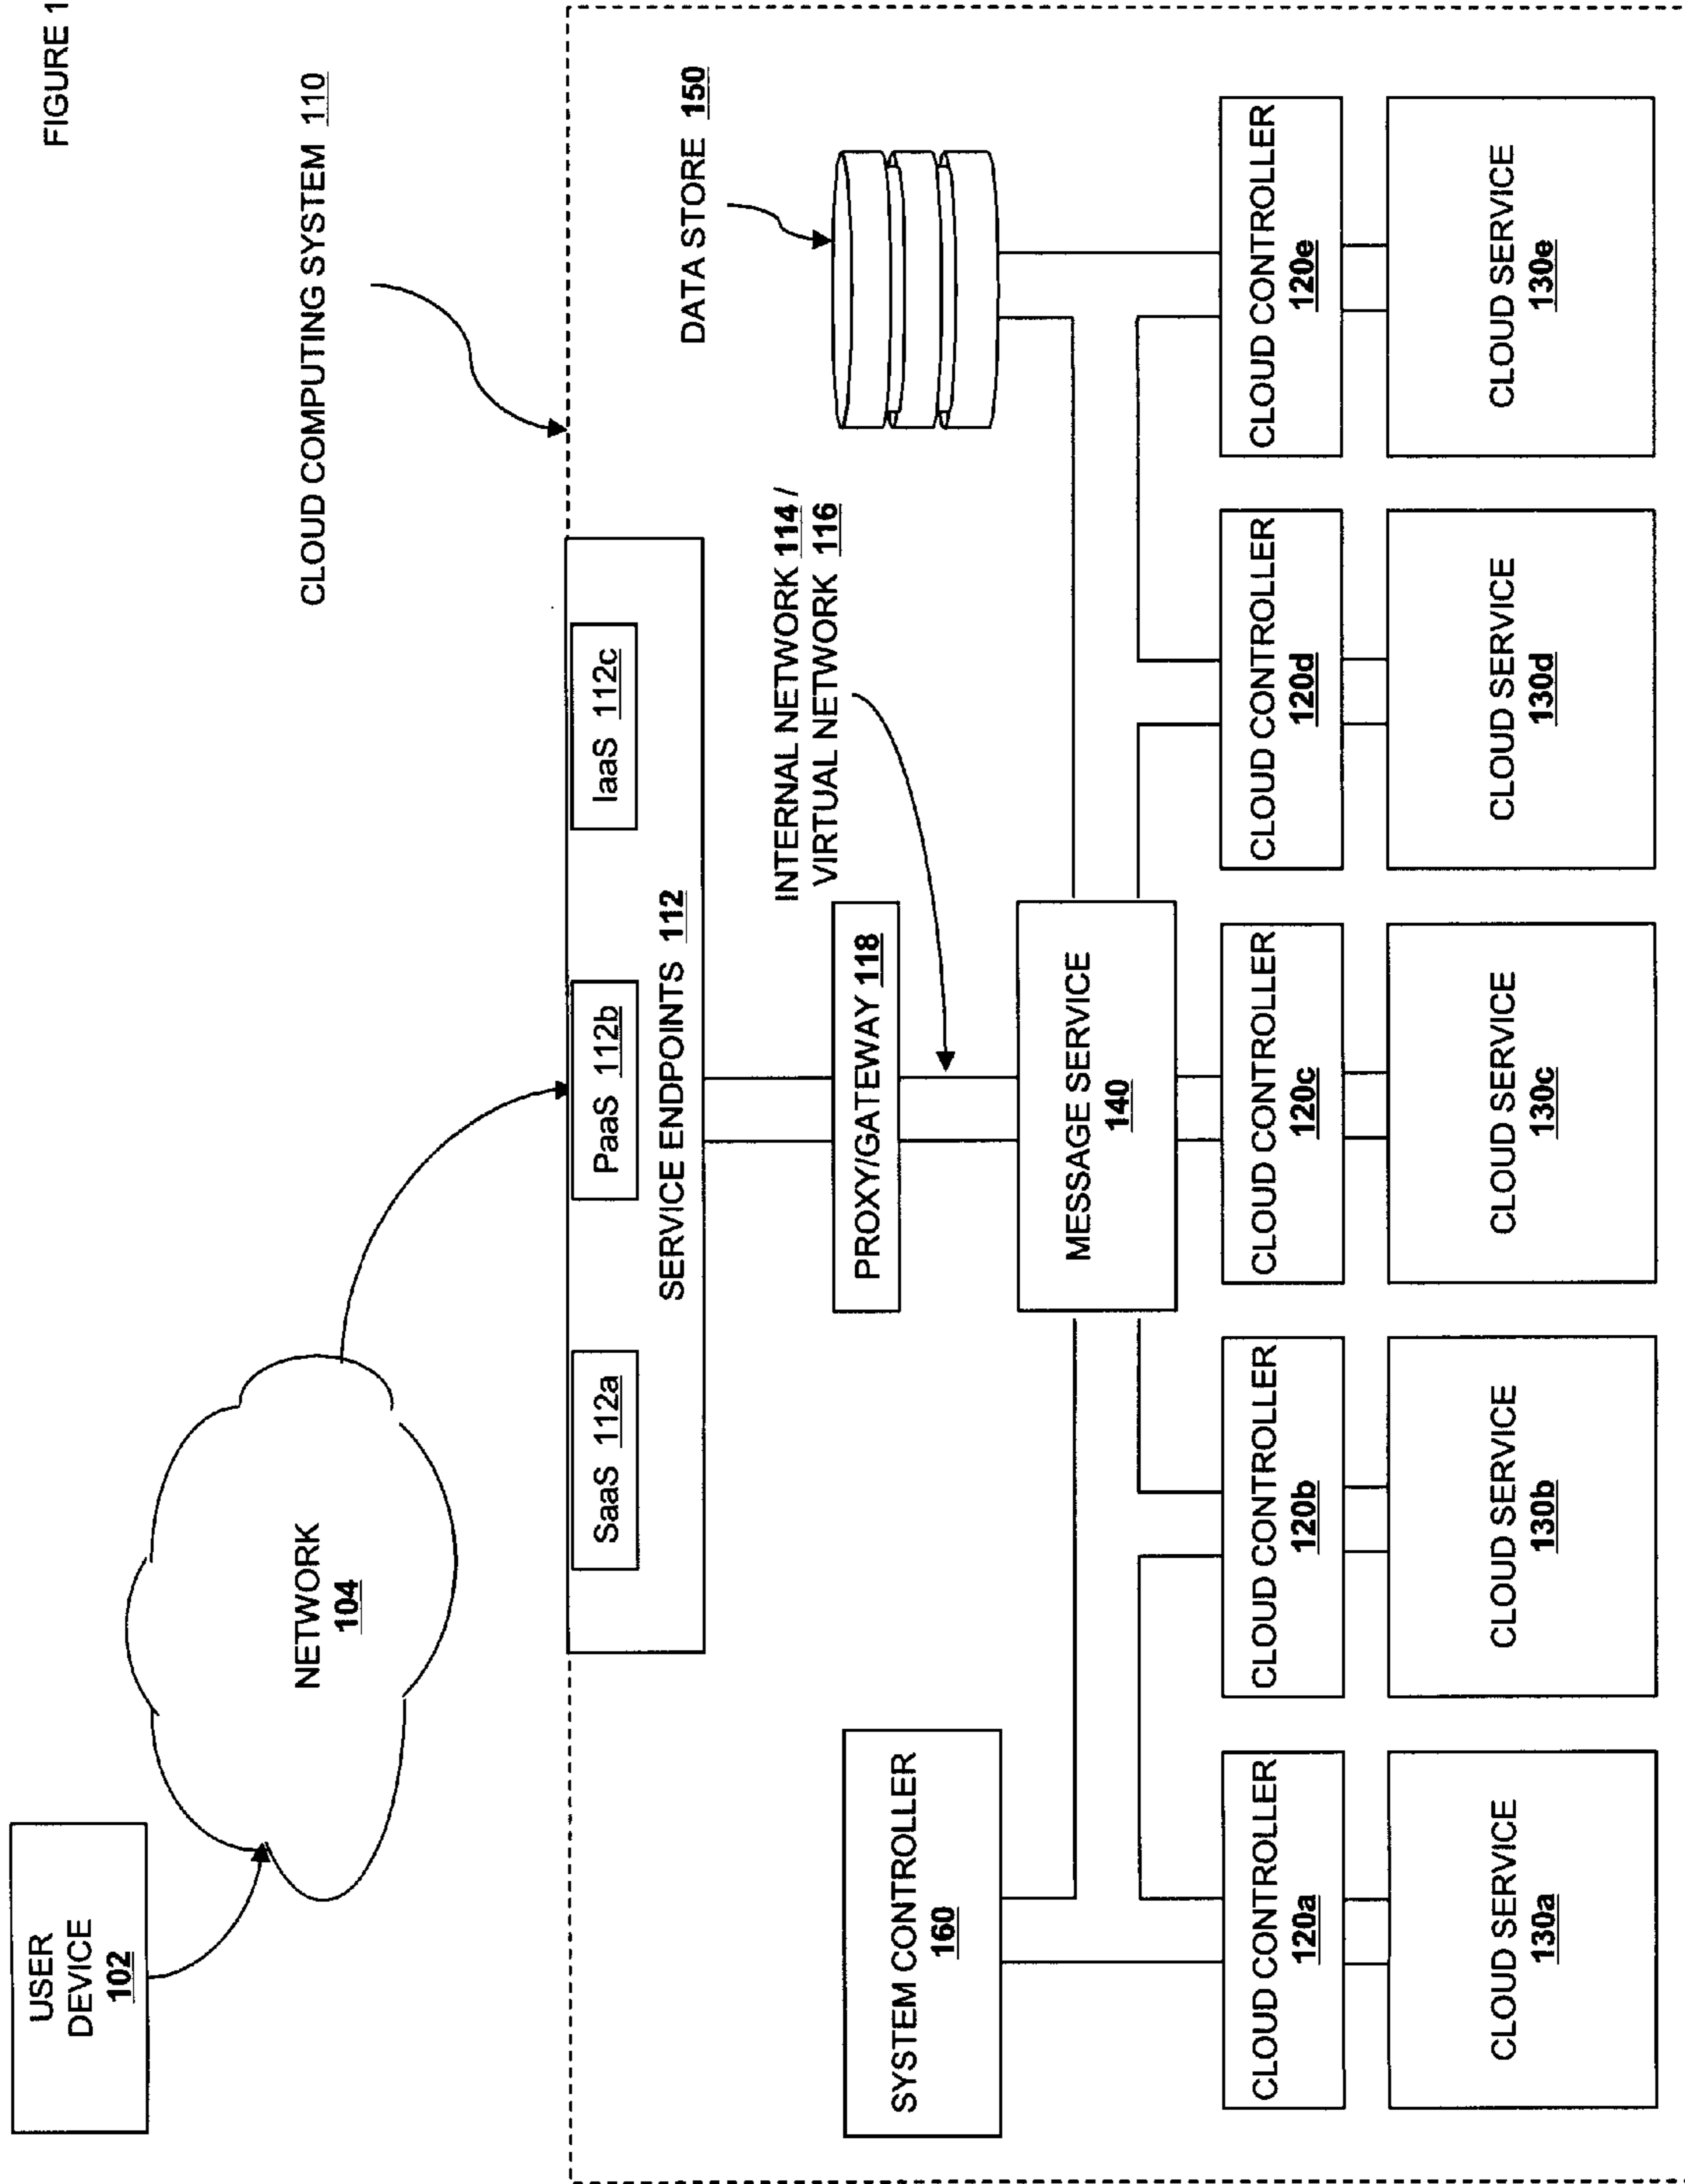 FIGURE 1
USER
DEVICE
102
NETWORK
104
CLOUD COMPUTING SYSTEM 110
SaaS 112a
PaaS 112b
IaaS 112c
SERVICE ENDPOINTS 112
DATA STORE 150
INTERNAL NETWORK 114 /
VIRTUAL NETWORK 116
PROXY/GATEWAY 118
SYSTEM CONTROLLER
160
MESSAGE SERVICE
140
CLOUD CONTROLLER
120a
CLOUD CONTROLLER
120b
CLOUD CONTROLLER
120c
CLOUD CONTROLLER
120d
CLOUD CONTROLLER
120e
CLOUD SERVICE
130a
CLOUD SERVICE
130b
CLOUD SERVICE
130c
CLOUD SERVICE
130d
CLOUD SERVICE
130e